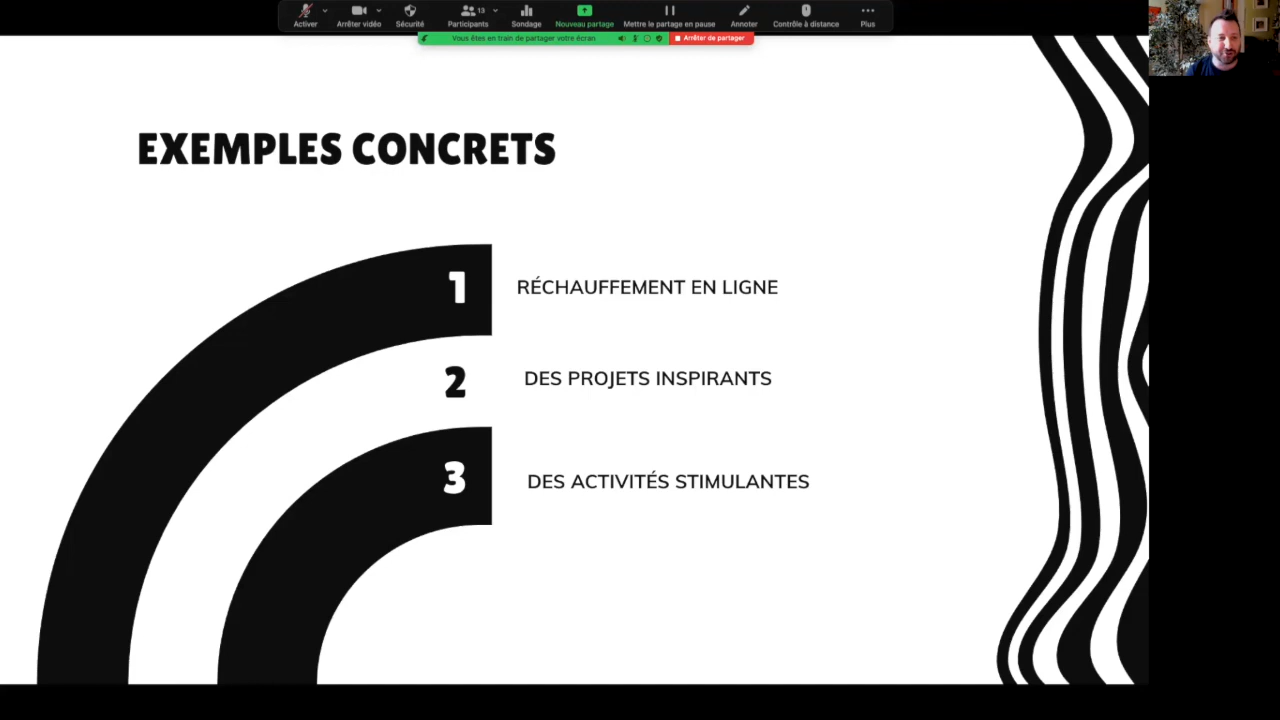 Activer
Arrêter vidéo
Sécurité
Participants
13
Sondage
Nouveau partage
Mettre le partage en pause
Annoter
Contrôle à distance
Plus
Vous êtes en train de partager votre écran
Arrêter de partager
EXEMPLES CONCRETS
1 RÉCHAUFFEMENT EN LIGNE
2 DES PROJETS INSPIRANTS
3 DES ACTIVITÉS STIMULANTES